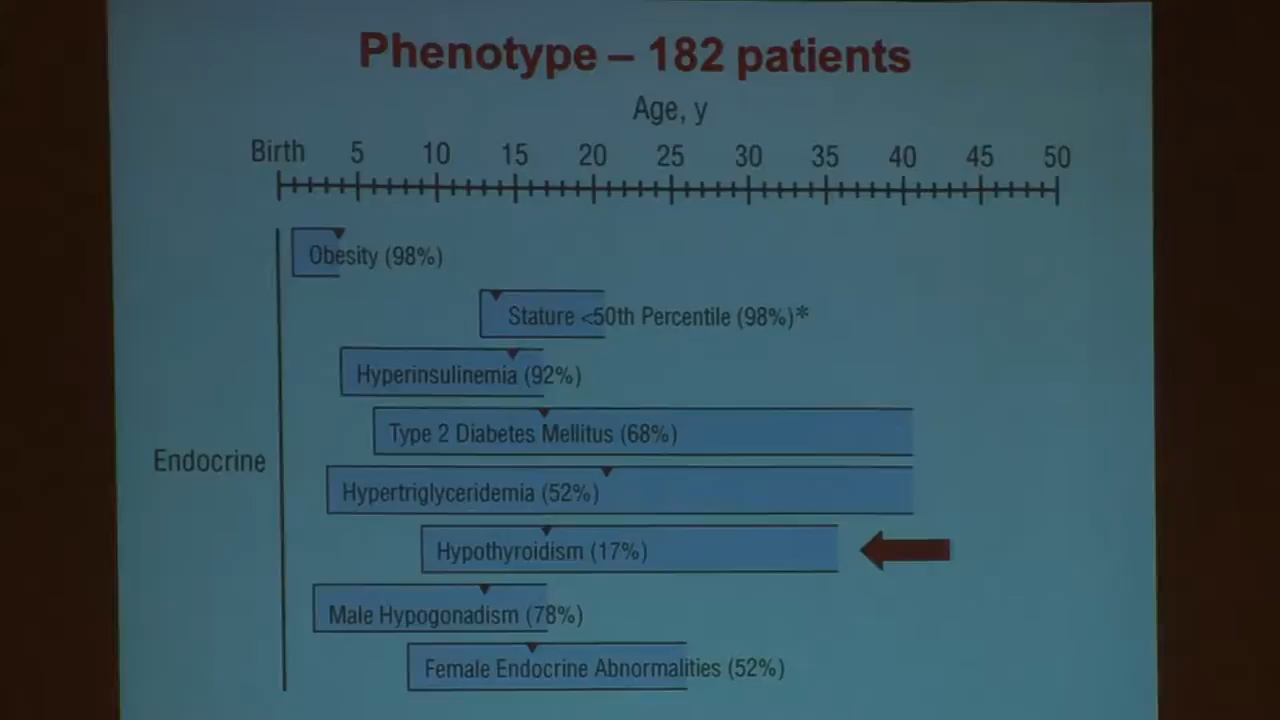 Phenotype – 182 patients
Age, y
Birth 5 10 15 20 25 30 35 40 45 50
Obesity (98%)
Stature <50th Percentile (98%)*
Hyperinsulinemia (92%)
Type 2 Diabetes Mellitus (68%)
Endocrine
Hypertriglyceridemia (52%)
Hypothyroidism (17%)
Male Hypogonadism (78%)
Female Endocrine Abnormalities (52%)